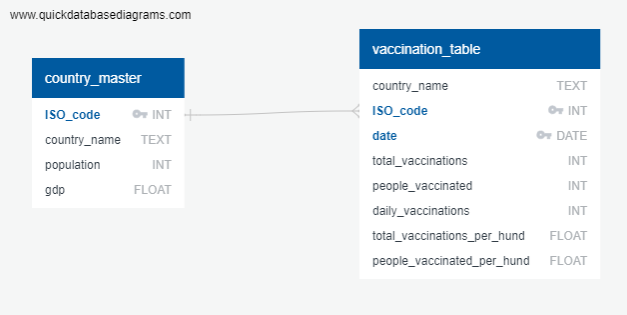 www.quickdatabasediagrams.com
country_master
ISO_code INT
country_name TEXT
population INT
gdp FLOAT
vaccination_table
country_name TEXT
ISO_code INT
date DATE
total_vaccinations INT
people_vaccinated INT
daily_vaccinations INT
total_vaccinations_per_hund FLOAT
people_vaccinated_per_hund FLOAT